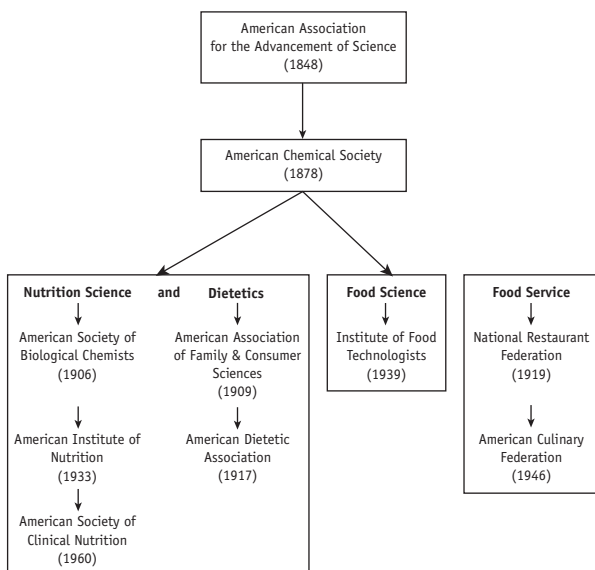 American Association
for the Advancement of Science
(1848)
American Chemical Society
(1878)
Nutrition Science and Dietetics
American Society of
Biological Chemists
(1906)
American Institute of
Nutrition
(1933)
American Society of
Clinical Nutrition
(1960)
American Association
of Family & Consumer
Sciences
(1909)
American Dietetic
Association
(1917)
Food Science
Institute of Food
Technologists
(1939)
Food Service
National Restaurant
Federation
(1919)
American Culinary
Federation
(1946)